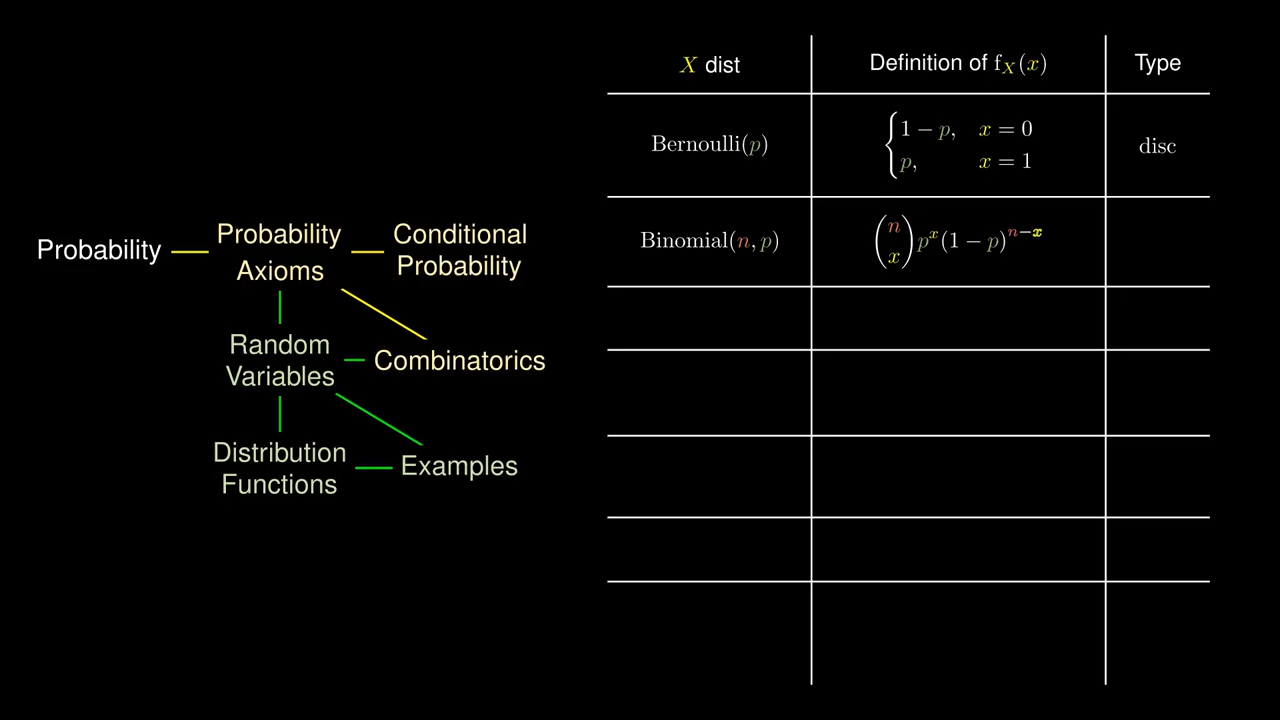 Probability
Probability
Axioms
Conditional
Probability
Random
Variables
Combinatorics
Distribution
Functions
Examples
X dist
Definition of f_X(x)
Type
Bernoulli(p)
{1 − p, x = 0
p, x = 1
disc
Binomial(n, p)
(n x) p^x (1 − p)^{n−x}